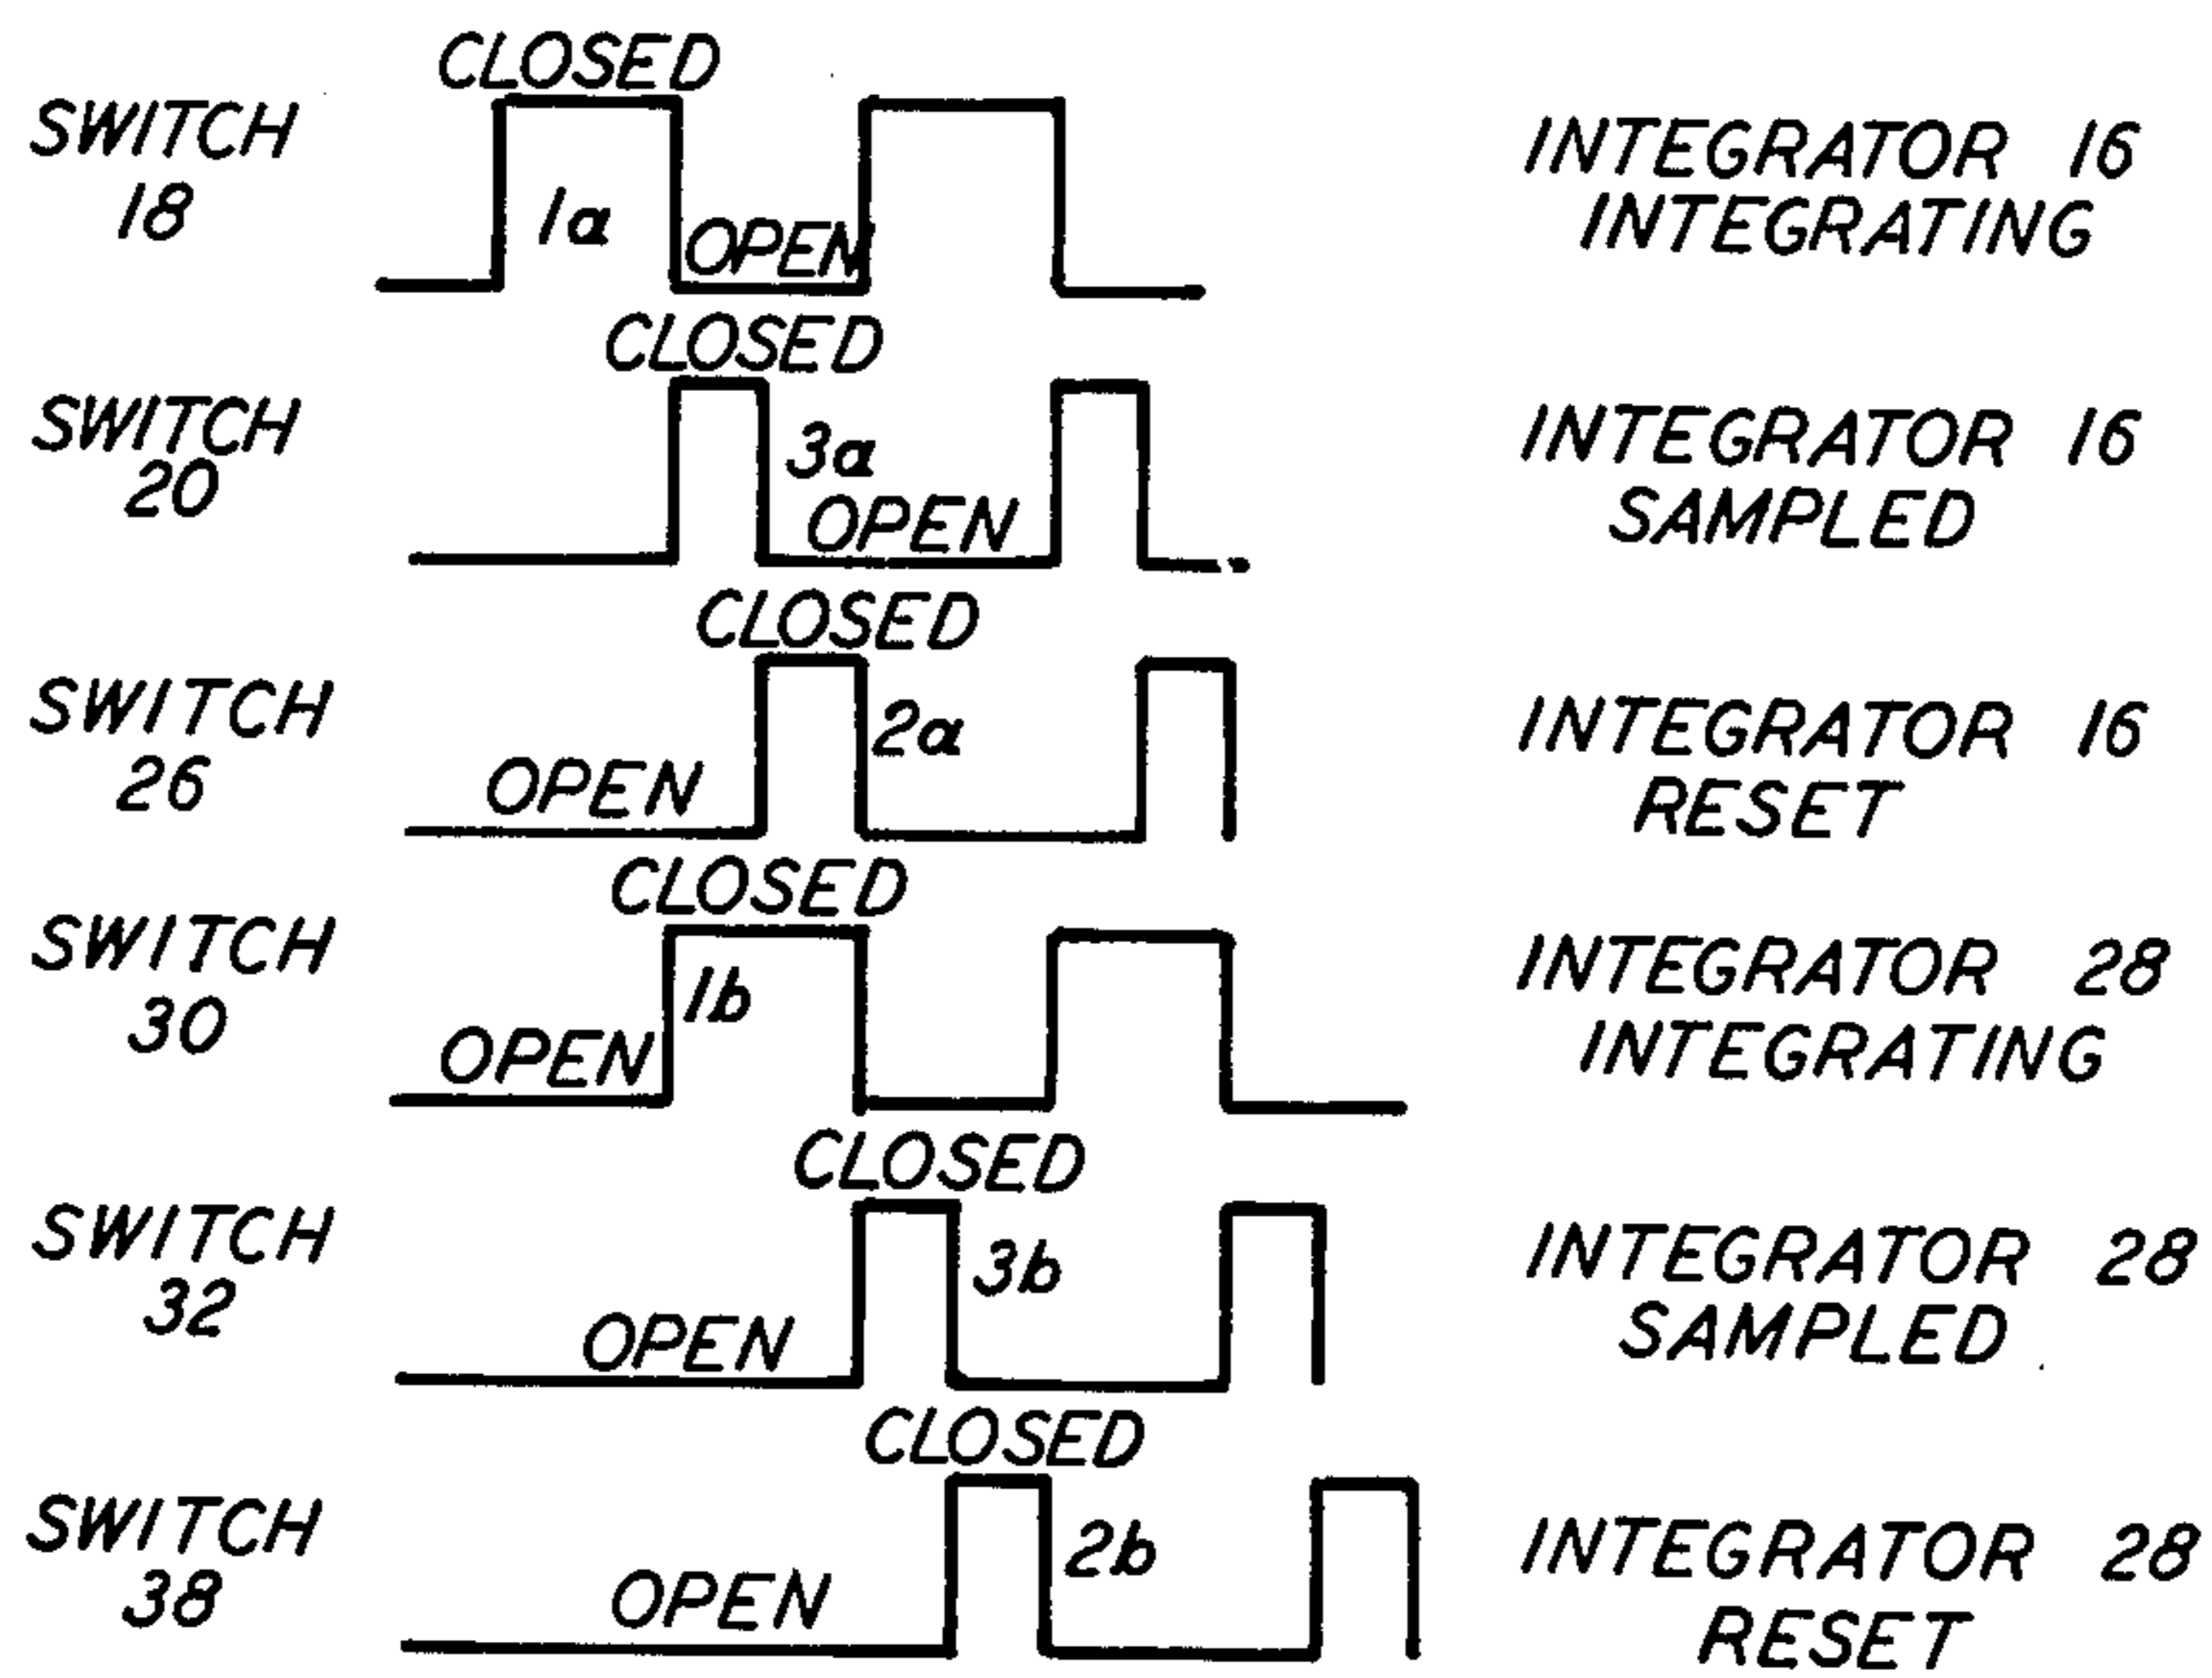 CLOSED
SWITCH
18
1a
OPEN
INTEGRATOR 16
INTEGRATING
CLOSED
SWITCH
20
3a
OPEN
INTEGRATOR 16
SAMPLED
CLOSED
SWITCH
26
OPEN
2a
INTEGRATOR 16
RESET
CLOSED
SWITCH
30
OPEN
1b
INTEGRATOR 28
INTEGRATING
CLOSED
SWITCH
32
OPEN
3b
INTEGRATOR 28
SAMPLED
CLOSED
SWITCH
38
OPEN
2b
INTEGRATOR 28
RESET